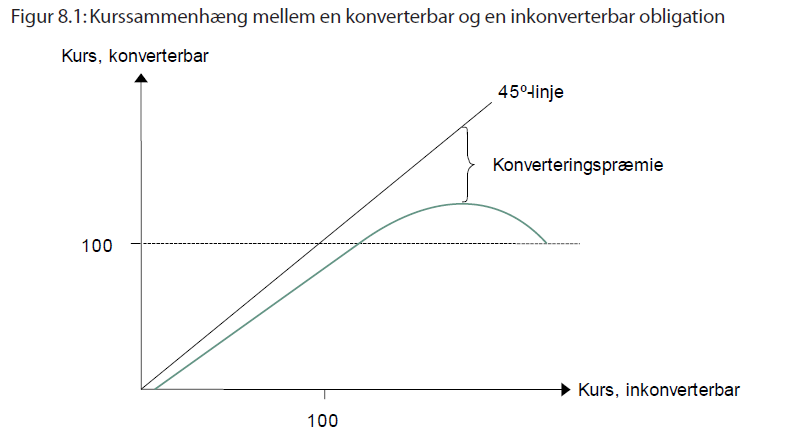 Figur 8.1: Kurssammenhæng mellem en konverterbar og en inkonverterbar obligation
Kurs, konverterbar
45º-linje
Konverteringspræmie
100
Kurs, inkonverterbar
100